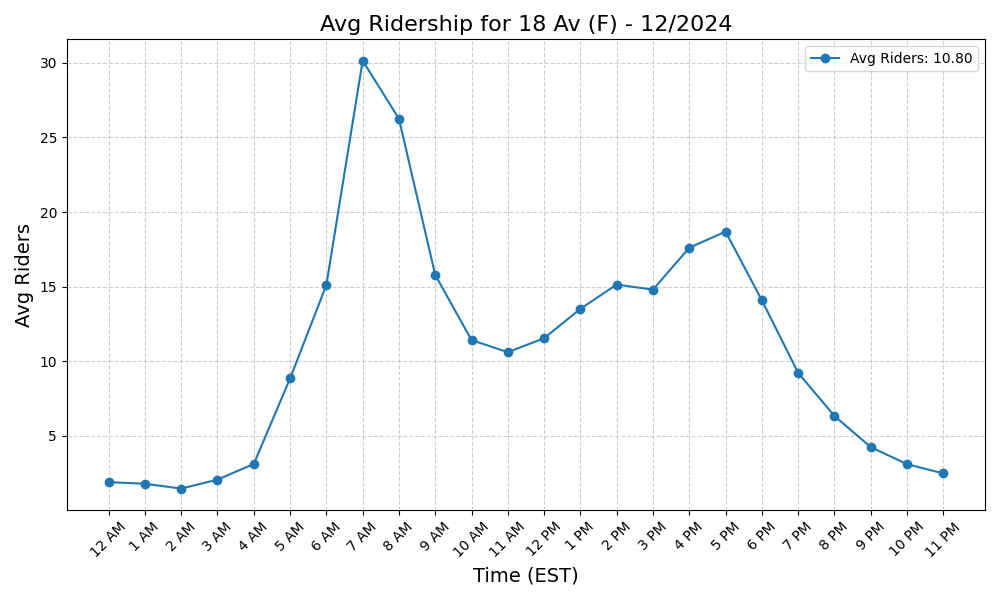 Avg Ridership for 18 Av (F) - 12/2024
Avg Riders: 10.80
Avg Riders
30
25
20
15
10
5
12 AM
1 AM
2 AM
3 AM
4 AM
5 AM
6 AM
7 AM
8 AM
9 AM
10 AM
11 AM
12 PM
1 PM
2 PM
3 PM
4 PM
5 PM
6 PM
7 PM
8 PM
9 PM
10 PM
11 PM
Time (EST)